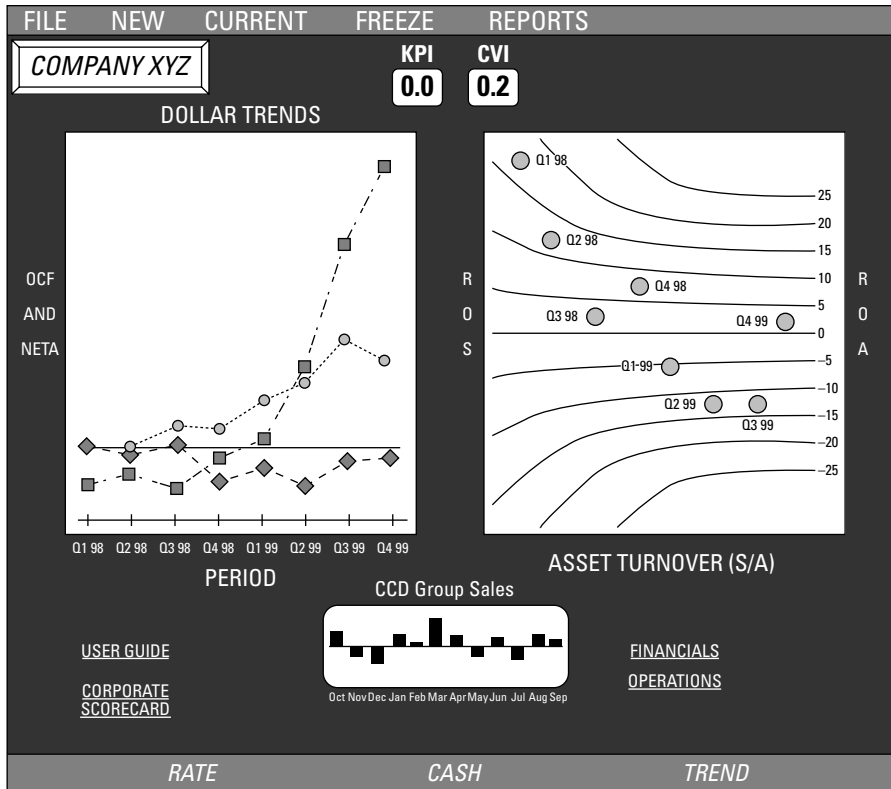 FILE NEW CURRENT FREEZE REPORTS
COMPANY XYZ
KPI CVI
0.0 0.2
DOLLAR TRENDS
OCF
AND
NETA
Q1 98 Q2 98 Q3 98 Q4 98 Q1 99 Q2 99 Q3 99 Q4 99
PERIOD
R
O
S
Q1 98
Q2 98
Q4 98
Q3 98
Q4 99
Q1 99
Q2 99
Q3 99
25
20
15
10
5
0
–5
–10
–15
–20
–25
R
O
A
ASSET TURNOVER (S/A)
CCD Group Sales
Oct Nov Dec Jan Feb Mar Apr May Jun Jul Aug Sep
USER GUIDE
CORPORATE
SCORECARD
FINANCIALS
OPERATIONS
RATE CASH TREND